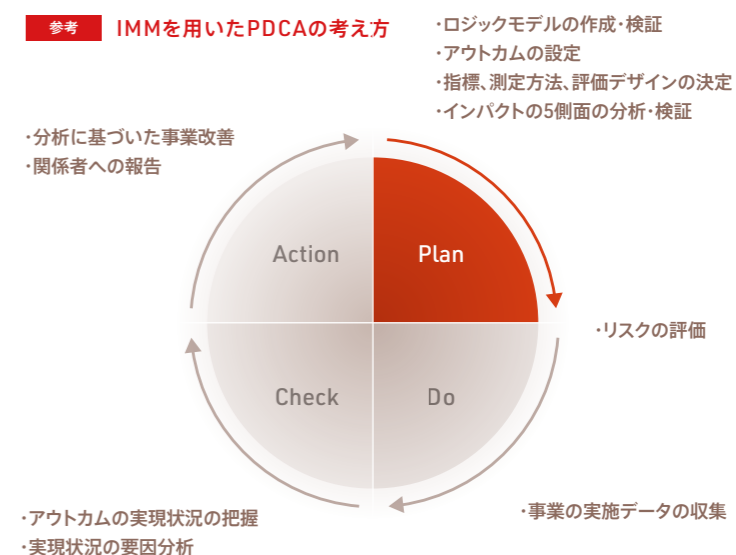 参考
IMMを用いたPDCAの考え方
・ロジックモデルの作成・検証
・アウトカムの設定
・指標、測定方法、評価デザインの決定
・インパクトの5側面の分析・検証
・分析に基づいた事業改善
・関係者への報告
Action
Plan
・リスクの評価
Check
Do
・事業の実施データの収集
・アウトカムの実現状況の把握
・実現状況の要因分析